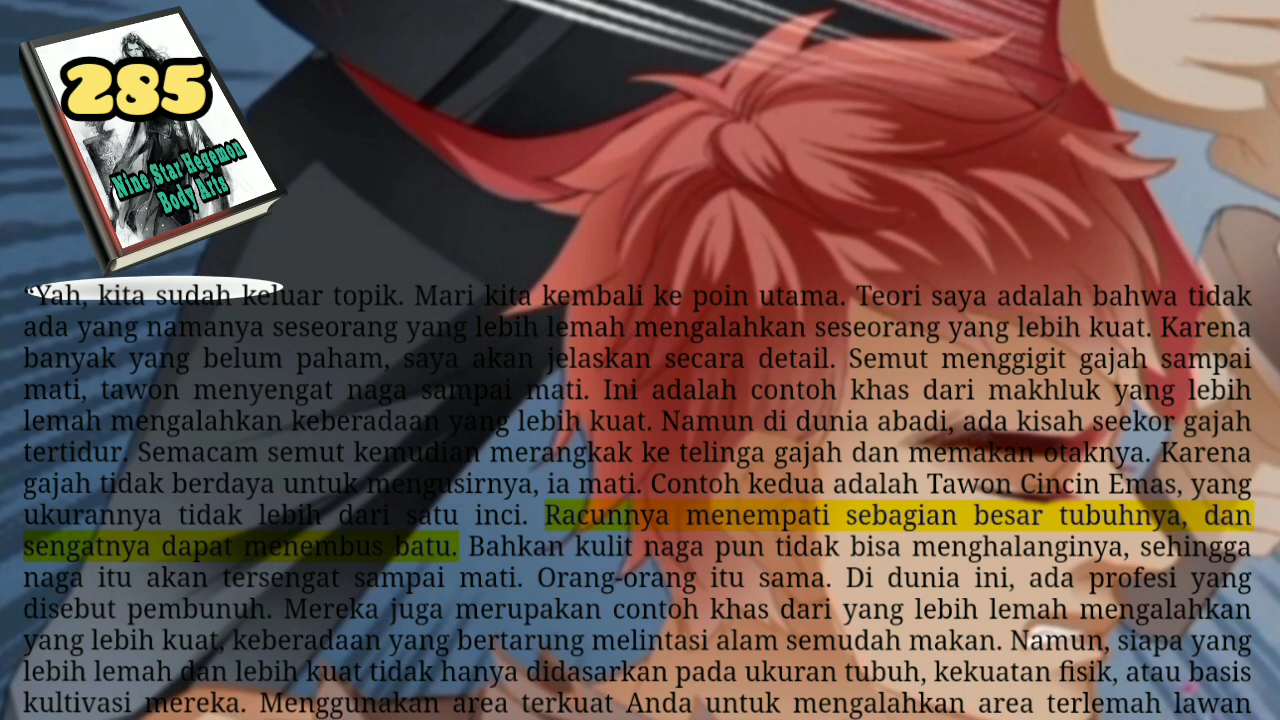 285
Nine Star Hegemon
Body Arts
“Yah, kita sudah keluar topik. Mari kita kembali ke poin utama. Teori saya adalah bahwa tidak
ada yang namanya seseorang yang lebih lemah mengalahkan seseorang yang lebih kuat. Karena
banyak yang belum paham, saya akan jelaskan secara detail. Semut menggigit gajah sampai
mati, tawon menyengat naga sampai mati. Ini adalah contoh khas dari makhluk yang lebih
lemah mengalahkan keberadaan yang lebih kuat. Namun di dunia abadi, ada kisah seekor gajah
tertidur. Semacam semut kemudian merangkak ke telinga gajah dan memakan otaknya. Karena
gajah tidak berdaya untuk mengusirnya, ia mati. Contoh kedua adalah Tawon Cincin Emas, yang
ukurannya tidak lebih dari satu inci. Racunnya menempati sebagian besar tubuhnya, dan
sengatnya dapat menembus batu. Bahkan kulit naga pun tidak bisa menghalanginya, sehingga
naga itu akan tersengat sampai mati. Orang-orang itu sama. Di dunia ini, ada profesi yang
disebut pembunuh. Mereka juga merupakan contoh khas dari yang lebih lemah mengalahkan
yang lebih kuat, keberadaan yang bertarung melintasi alam semudah makan. Namun, siapa yang
lebih lemah dan lebih kuat tidak hanya didasarkan pada ukuran tubuh, kekuatan fisik, atau basis
kultivasi mereka. Menggunakan area terkuat Anda untuk mengalahkan area terlemah lawan